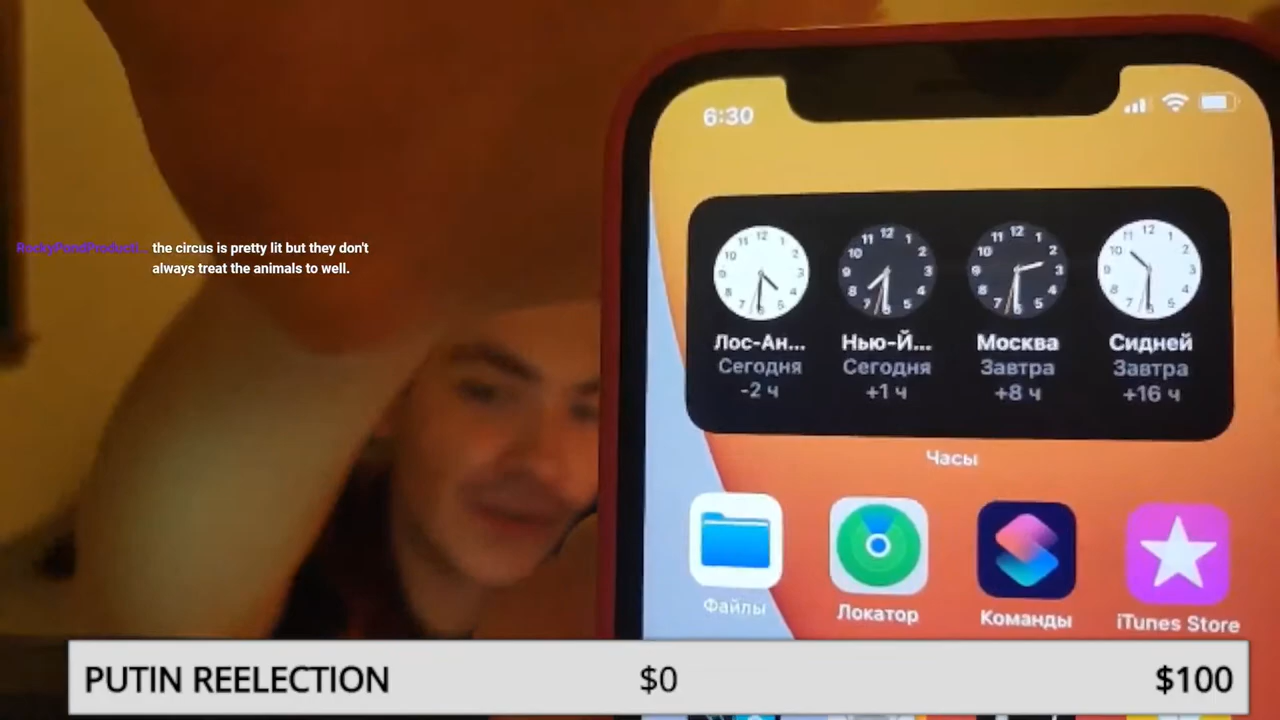 6:30
RockyPondProducti...
the circus is pretty lit but they don't
always treat the animals to well.
Лос-Ан... Нью-Й... Москва Сидней
Сегодня Сегодня Завтра Завтра
-2 ч +1 ч +8 ч +16 ч
Часы
Файлы Локатор Команды iTunes Store
PUTIN REELECTION $0 $100